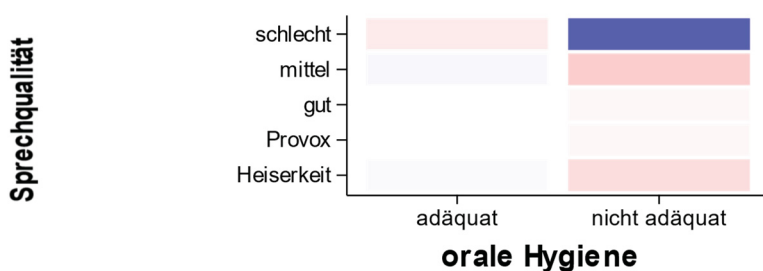 Sprechqualität
schlecht
mittel
gut
Provox
Heiserkeit
adäquat
nicht adäquat
orale Hygiene